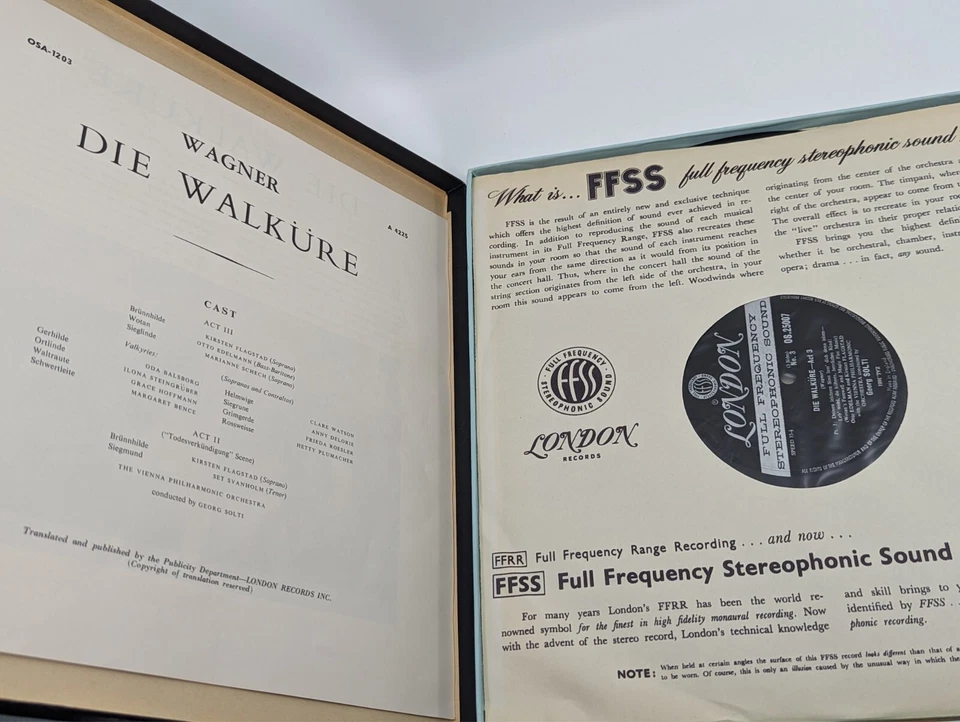 OSA-1203
WAGNER
DIE WALKÜRE
A 4225
CAST
ACT III
Brünnhilde KIRSTEN FLAGSTAD (Soprano)
Wotan OTTO EDELMANN (Bass-Baritone)
Sieglinde MARIANNE SCHECH (Soprano)
Valkyries: (Sopranos and Contraltos)
Gerhilde ODA BALSBORG
Ortlinde ILONA STEINGRUBER
Waltraute GRACE HOFFMANN
Schwertleite MARGARET BENCE
Helmwige CLAIRE WATSON
Siegrune ANNY DELORIE
Grimgerde FRIEDA ROESLER
Rossweisse HETTY PLUMACHER
ACT II
("Todesverkündigung" Scene)
Brünnhilde KIRSTEN FLAGSTAD (Soprano)
Siegmund SET SVANHOLM (Tenor)
THE VIENNA PHILHARMONIC ORCHESTRA
conducted by GEORG SOLTI
Translated and published by the Publicity Department—LONDON RECORDS INC.
(Copyright of translation reserved)
What is... FFSS full frequency stereophonic sound
FFSS is the result of an entirely new and exclusive technique
which offers the highest definition of sound ever achieved in re-
cording. In addition to reproducing the sound of each musical
instrument in its Full Frequency Range, FFSS also recreates these
sounds in your room so that the sound of each instrument reaches
your ears from the same direction as it would from its position in
the concert hall. Thus, where in the concert hall the sound of the
string section originates from the left side of the orchestra, in your
room this sound appears to come from the left. Woodwinds where
originating from the center of the orchestra
the center of your room. The timpani,
right of the orchestra, appear to come from
The overall effect is to recreate in your
the "live" orchestra in their proper
FFSS brings you the highest
whether it be orchestral, chamber,
opera; drama . . . in fact, any sound.
FULL FREQUENCY
FFSS
STEREOPHONIC SOUND
LONDON
RECORDS
FFSS
LONDON
FULL FREQUENCY
STEREOPHONIC SOUND
SPEED 33⅓
No. 3
OS.25007
DIE WALKÜRE—Act 3
(Wagner)
Georg SOLTI
FFRR Full Frequency Range Recording . . . and now . . .
FFSS Full Frequency Stereophonic Sound
For many years London's FFRR has been the world re-
nowned symbol for the finest in high fidelity monaural recording. Now
with the advent of the stereo record, London's technical knowledge
and skill brings to
identified by FFSS . .
phonic recording.
NOTE: When held at certain angles the surface of this FFSS record looks different than that of
to be worn. Of course, this is only an illusion caused by the unusual way in which the